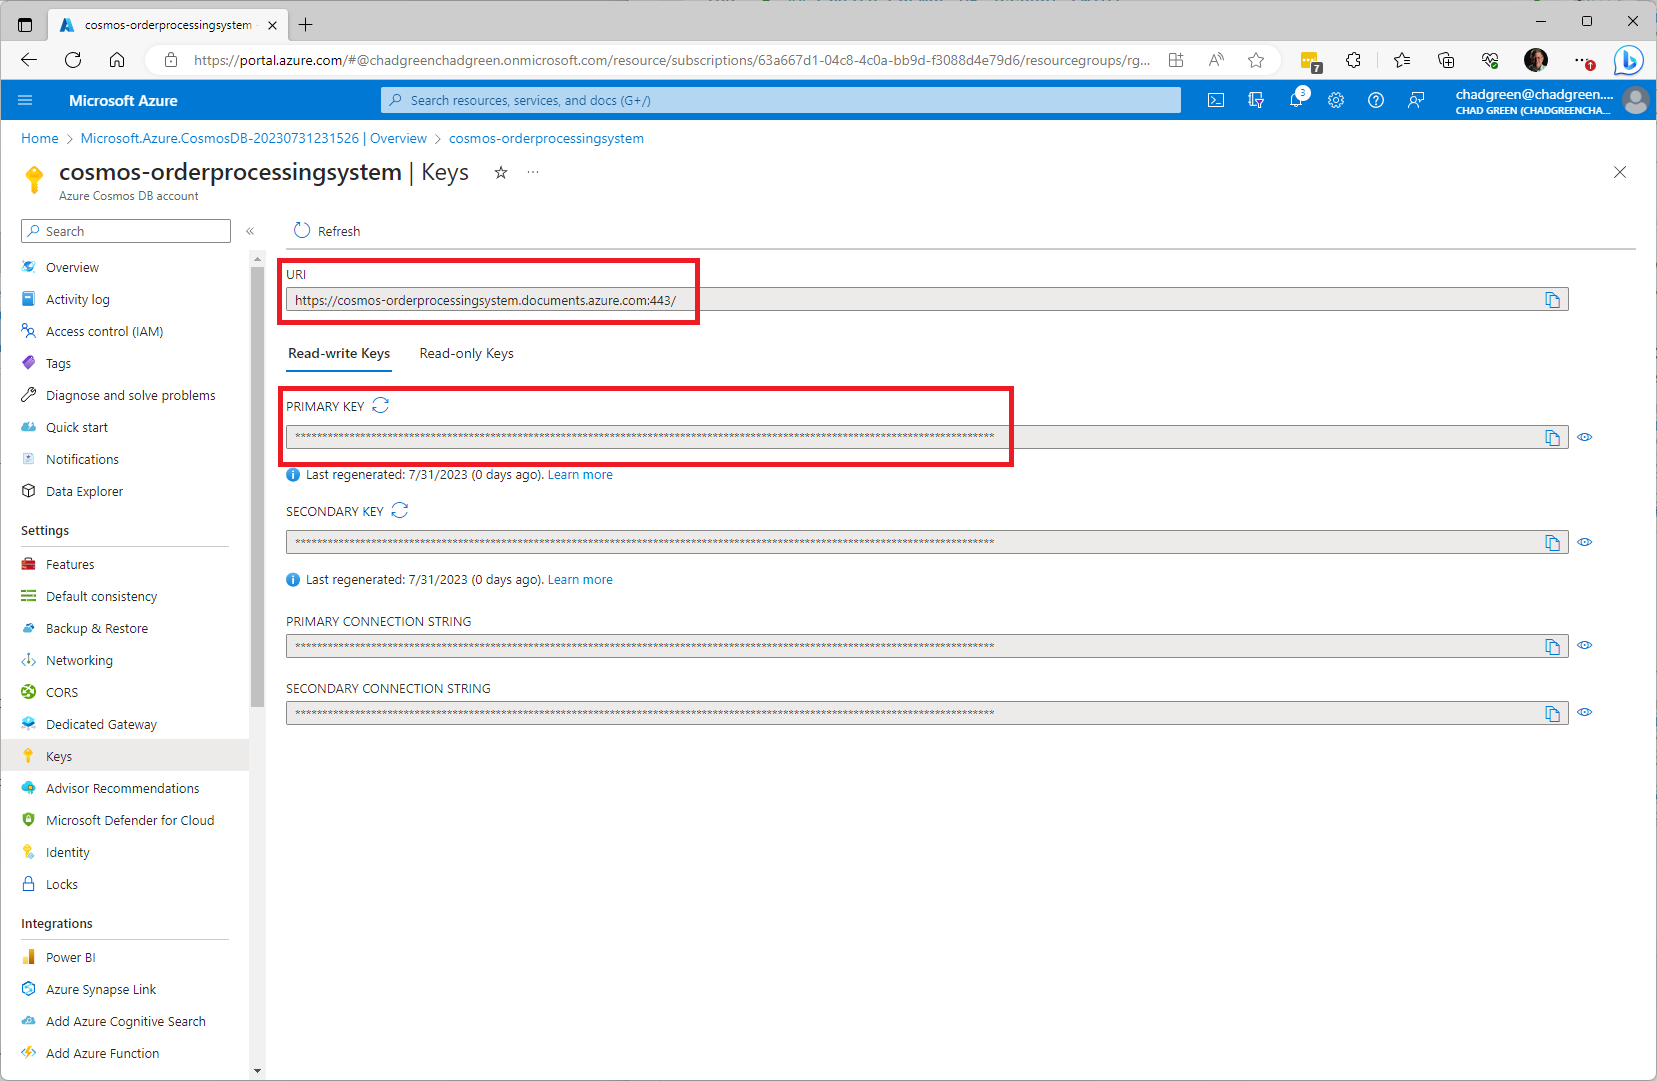 cosmos-orderprocessingsystem
https://portal.azure.com/#@chadgreenchadgreen.onmicrosoft.com/resource/subscriptions/63a667d1-04c8-4c0a-bb9d-f3088d4e79d6/resourcegroups/rg...
7
Microsoft Azure
Search resources, services, and docs (G+/)
3
chadgreen@chadgreen....
CHAD GREEN (CHADGREENCHA...
Home > Microsoft.Azure.CosmosDB-20230731231526 | Overview > cosmos-orderprocessingsystem
cosmos-orderprocessingsystem | Keys
Azure Cosmos DB account
Search
Refresh
Overview
Activity log
Access control (IAM)
Tags
Diagnose and solve problems
Quick start
Notifications
Data Explorer
Settings
Features
Default consistency
Backup & Restore
Networking
CORS
Dedicated Gateway
Keys
Advisor Recommendations
Microsoft Defender for Cloud
Identity
Locks
Integrations
Power BI
Azure Synapse Link
Add Azure Cognitive Search
Add Azure Function
URI
https://cosmos-orderprocessingsystem.documents.azure.com:443/
Read-write Keys Read-only Keys
PRIMARY KEY
Last regenerated: 7/31/2023 (0 days ago). Learn more
SECONDARY KEY
Last regenerated: 7/31/2023 (0 days ago). Learn more
PRIMARY CONNECTION STRING
SECONDARY CONNECTION STRING